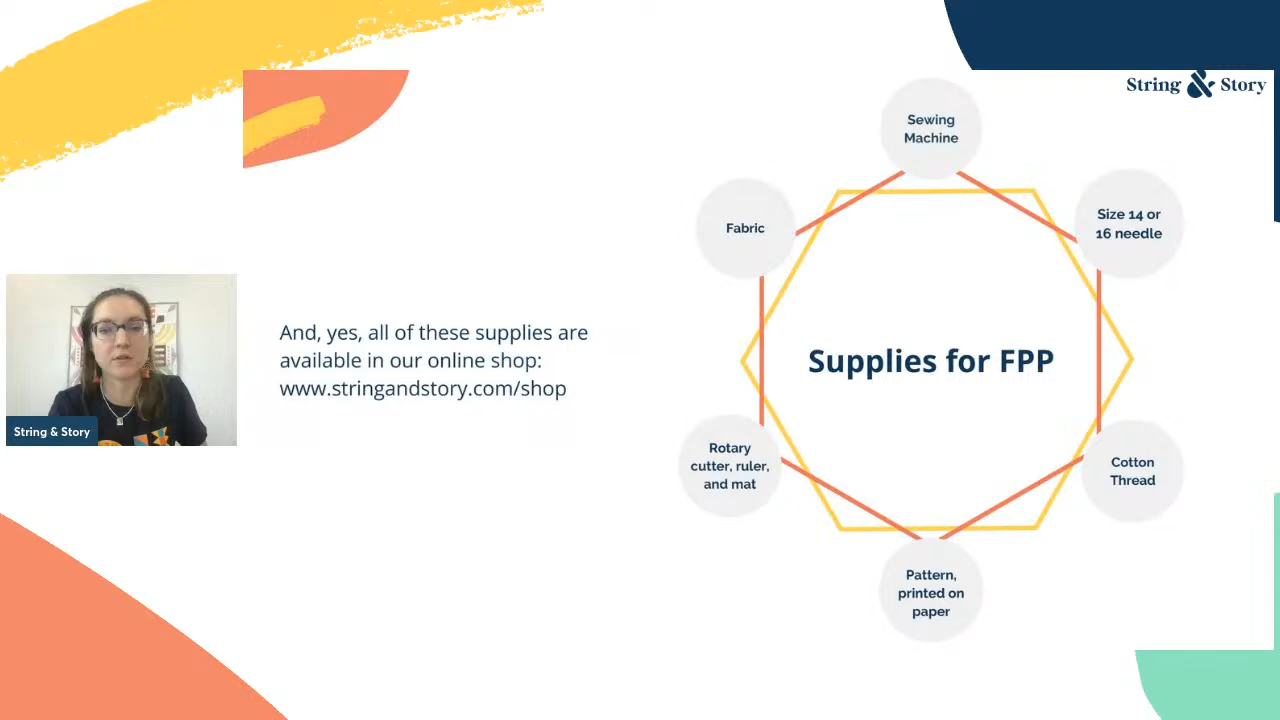 String & Story
Sewing
Machine
Size 14 or
16 needle
Fabric
And, yes, all of these supplies are
available in our online shop:
www.stringandstory.com/shop
Supplies for FPP
String & Story
Rotary
cutter, ruler,
and mat
Cotton
Thread
Pattern,
printed on
paper